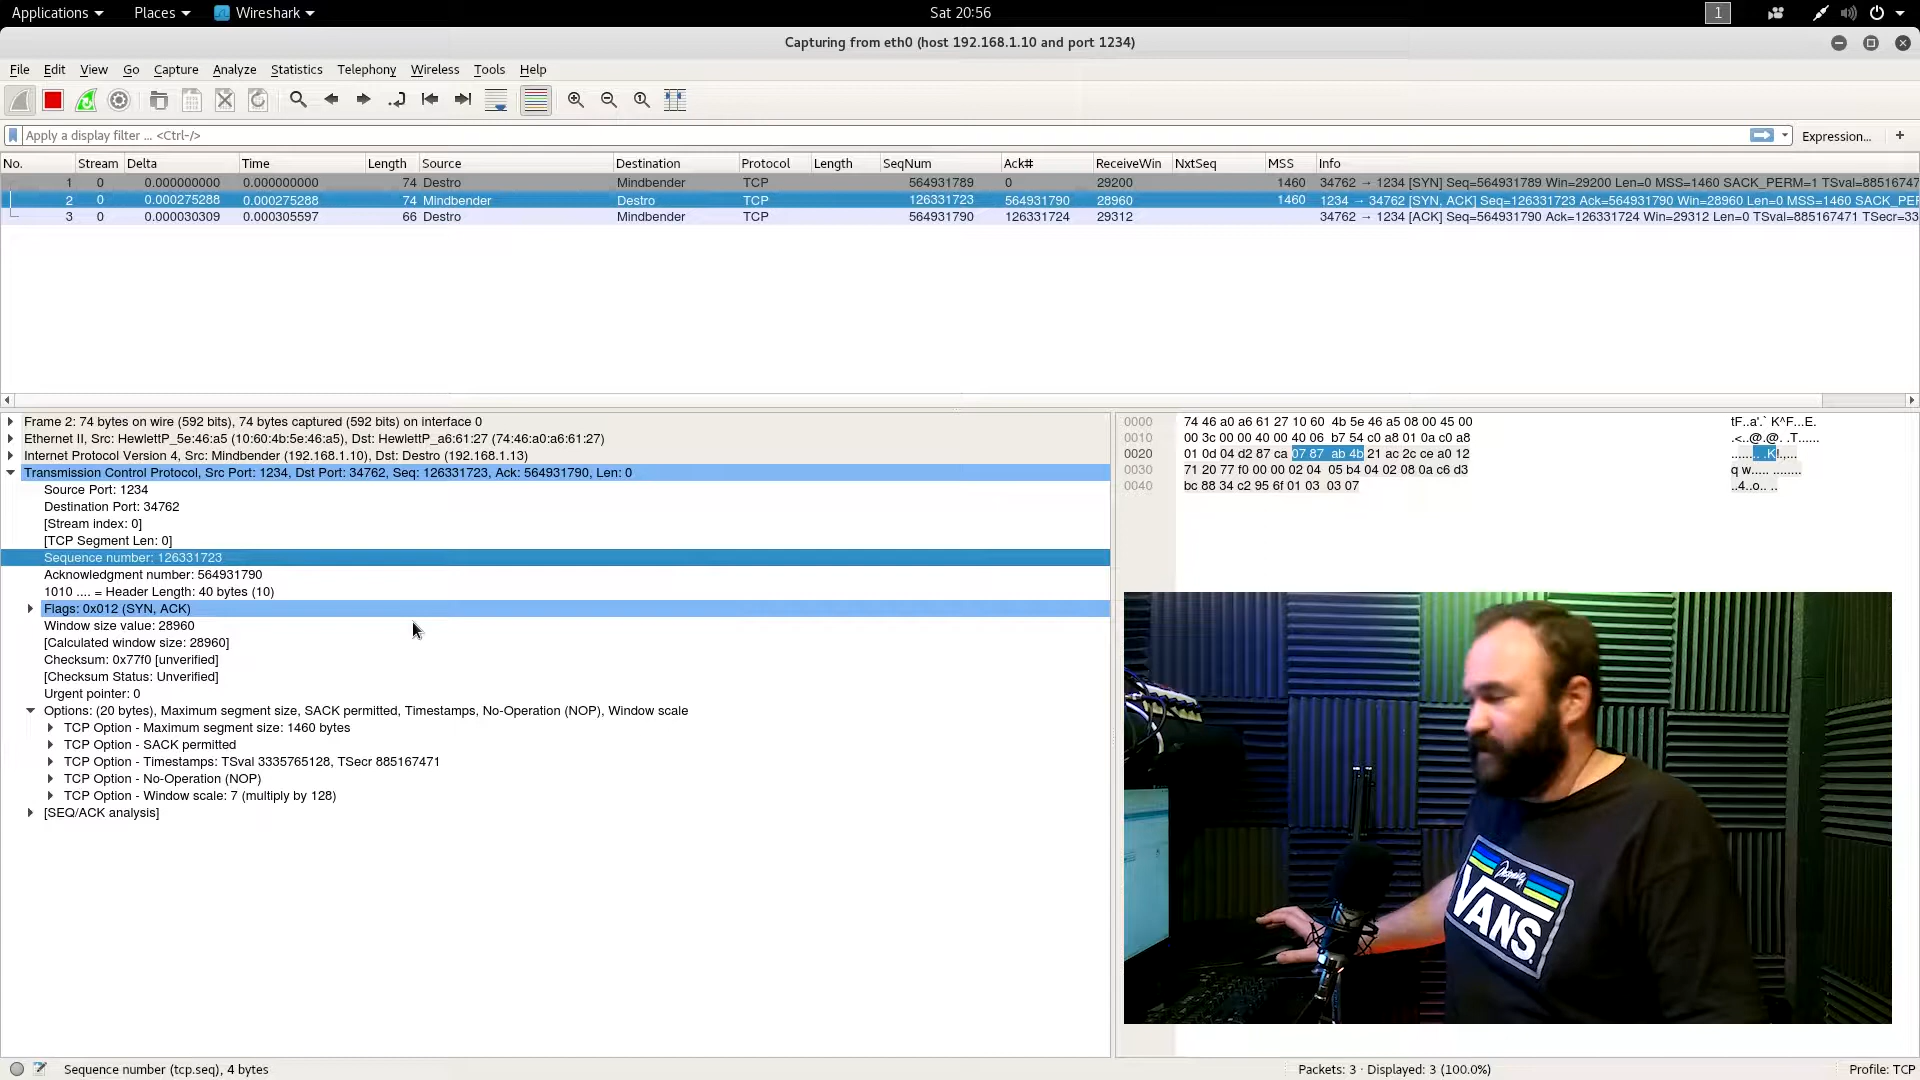 Applications Places Wireshark Sat 20:56 1
Capturing from eth0 (host 192.168.1.10 and port 1234)
File Edit View Go Capture Analyze Statistics Telephony Wireless Tools Help
Apply a display filter ... <Ctrl-/> Expression... +
No. Stream Delta Time Length Source Destination Protocol Length SeqNum Ack# ReceiveWin NxtSeq MSS Info
1 0 0.000000000 0.000000000 74 Destro Mindbender TCP 564931789 0 29200 1460 34762 → 1234 [SYN] Seq=564931789 Win=29200 Len=0 MSS=1460 SACK_PERM=1 TSval=88516747
2 0 0.000275288 0.000275288 74 Mindbender Destro TCP 126331723 564931790 28960 1460 1234 → 34762 [SYN, ACK] Seq=126331723 Ack=564931790 Win=28960 Len=0 MSS=1460 SACK_PE
3 0 0.000030309 0.000305597 66 Destro Mindbender TCP 564931790 126331724 29312 34762 → 1234 [ACK] Seq=564931790 Ack=126331724 Win=29312 Len=0 TSval=885167471 TSecr=33
Frame 2: 74 bytes on wire (592 bits), 74 bytes captured (592 bits) on interface 0
Ethernet II, Src: HewlettP_5e:46:a5 (10:60:4b:5e:46:a5), Dst: HewlettP_a6:61:27 (74:46:a0:a6:61:27)
Internet Protocol Version 4, Src: Mindbender (192.168.1.10), Dst: Destro (192.168.1.13)
Transmission Control Protocol, Src Port: 1234, Dst Port: 34762, Seq: 126331723, Ack: 564931790, Len: 0
Source Port: 1234
Destination Port: 34762
[Stream index: 0]
[TCP Segment Len: 0]
Sequence number: 126331723
Acknowledgment number: 564931790
1010 .... = Header Length: 40 bytes (10)
Flags: 0x012 (SYN, ACK)
Window size value: 28960
[Calculated window size: 28960]
Checksum: 0x77f0 [unverified]
[Checksum Status: Unverified]
Urgent pointer: 0
Options: (20 bytes), Maximum segment size, SACK permitted, Timestamps, No-Operation (NOP), Window scale
TCP Option - Maximum segment size: 1460 bytes
TCP Option - SACK permitted
TCP Option - Timestamps: TSval 3335765128, TSecr 885167471
TCP Option - No-Operation (NOP)
TCP Option - Window scale: 7 (multiply by 128)
[SEQ/ACK analysis]
0000 74 46 a0 a6 61 27 10 60 4b 5e 46 a5 08 00 45 00 tF..a'.` K^F...E.
0010 00 3c 00 00 40 00 40 06 b7 54 c0 a8 01 0a c0 a8 .<..@.@. .T......
0020 01 0d 04 d2 87 ca 07 87 ab 4b 21 ac 2c ce a0 12 ........ .K!.,...
0030 71 20 77 f0 00 00 02 04 05 b4 04 02 08 0a c6 d3 q w..... ........
0040 bc 88 34 c2 95 6f 01 03 03 07 ..4..o.. ..
VANS
Sequence number (tcp.seq), 4 bytes Packets: 3 · Displayed: 3 (100.0%) Profile: TCP